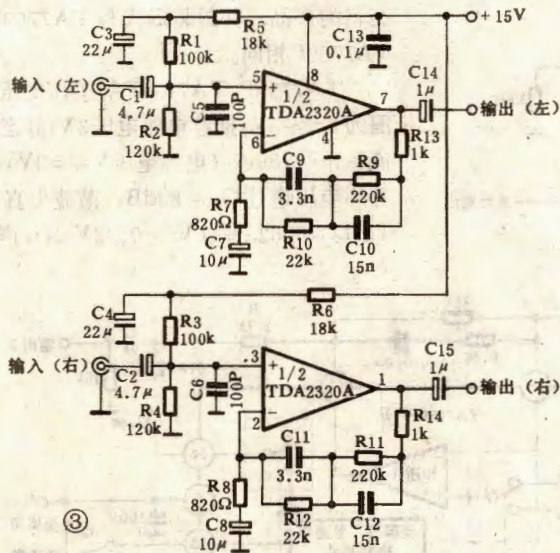 C3
22μ
R1
100k
R5
18k
+15V
C13
0.1μ
输入（左）
C1
4.7μ
R2
120k
C5
100P
5
+
1/2
TDA2320A
8
7
6
4
C14
1μ
输出（左）
R13
1k
C9
3.3n
R9
220k
R7
820Ω
R10
22k
C10
15n
C7
10μ
C4
22μ
R3
100k
R6
18k
输入（右）
C2
4.7μ
R4
120k
C6
100P
3
+
1/2
TDA2320A
1
2
−
C15
1μ
输出（右）
R14
1k
C11
3.3n
R11
220k
R8
820Ω
R12
22k
C12
15n
C8
10μ
③